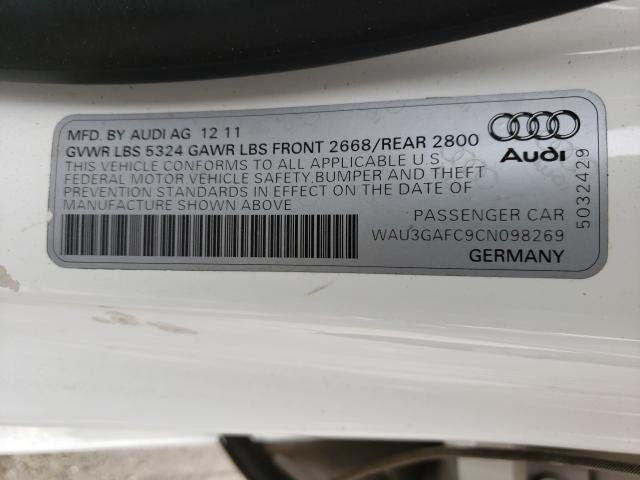 MFD. BY AUDI AG 12 11
GVWR LBS 5324 GAWR LBS FRONT 2668/REAR 2800
THIS VEHICLE CONFORMS TO ALL APPLICABLE U.S
FEDERAL MOTOR VEHICLE SAFETY,BUMPER AND THEFT
PREVENTION STANDARDS IN EFFECT ON THE DATE OF
MANUFACTURE SHOWN ABOVE
Audi
PASSENGER CAR
WAU3GAFC9CN098269
GERMANY
5032429